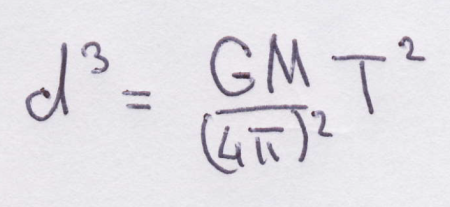 d³ = GM/(4π)² T²